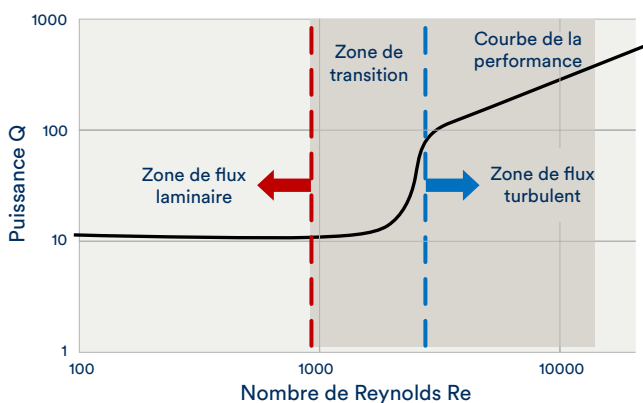 1000
Zone de
transition
Courbe de la
performance
100
Puissance Q
Zone de flux
laminaire
Zone de flux
turbulent
10
1
100
1000
10000
Nombre de Reynolds Re